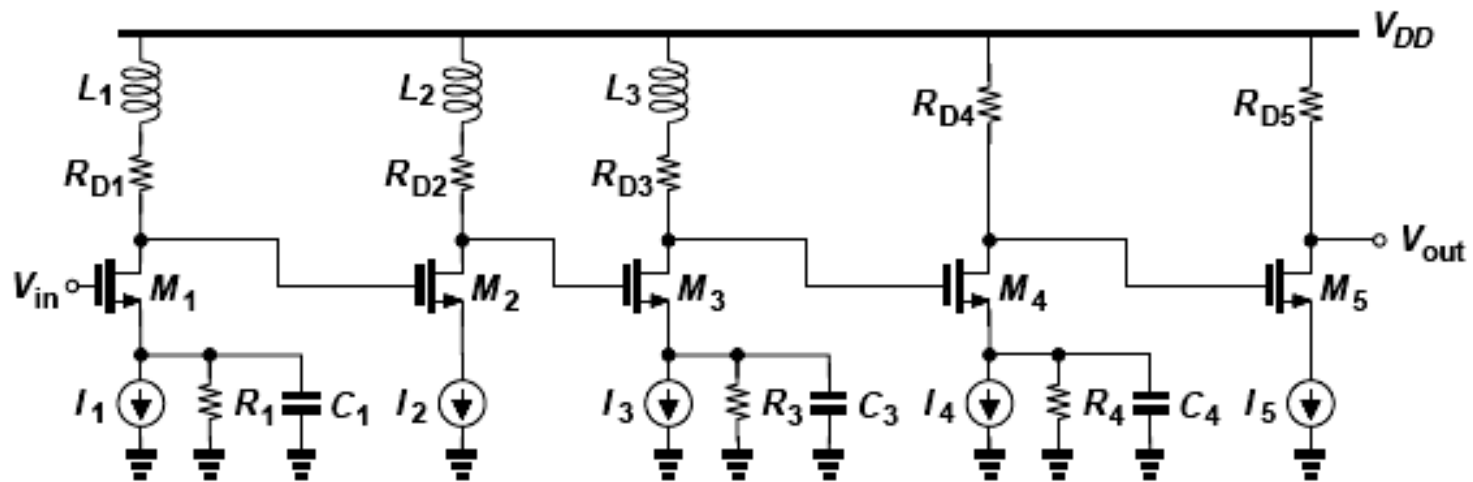 V_DD
L_1 L_2 L_3 R_D4 R_D5
R_D1 R_D2 R_D3
V_in M_1 M_2 M_3 M_4 M_5 V_out
I_1 R_1 C_1 I_2 I_3 R_3 C_3 I_4 R_4 C_4 I_5